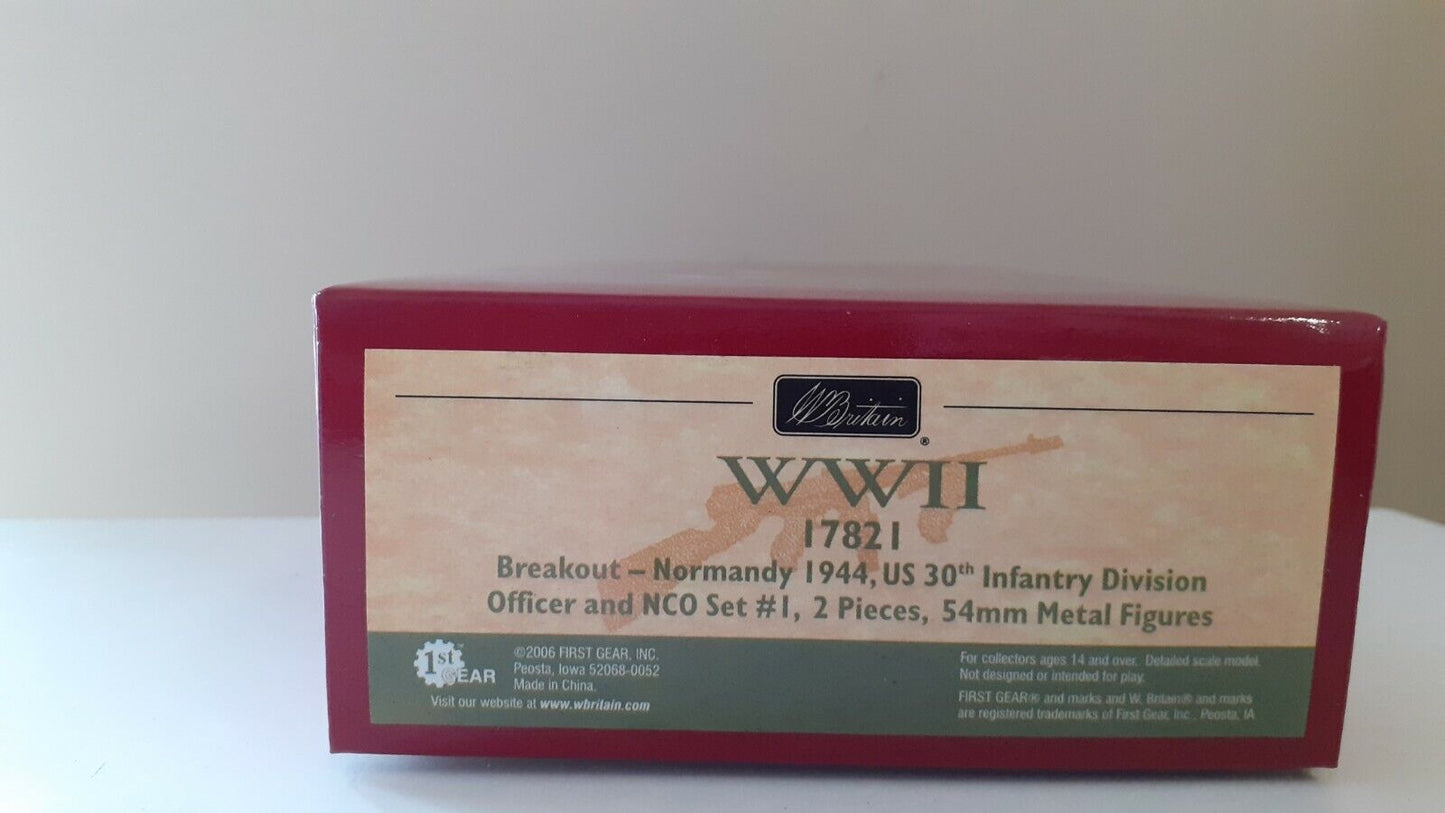 WBritain®
WWII
17821
Breakout – Normandy 1944, US 30th Infantry Division
Officer and NCO Set #1, 2 Pieces, 54mm Metal Figures
1st GEAR
©2006 FIRST GEAR, INC.
Peosta, Iowa 52068-0052
Made in China.
Visit our website at www.wbritain.com
For collectors ages 14 and over. Detailed scale model.
Not designed or intended for play.
FIRST GEAR® and marks and W. Britain® and marks
are registered trademarks of First Gear, Inc., Peosta, IA